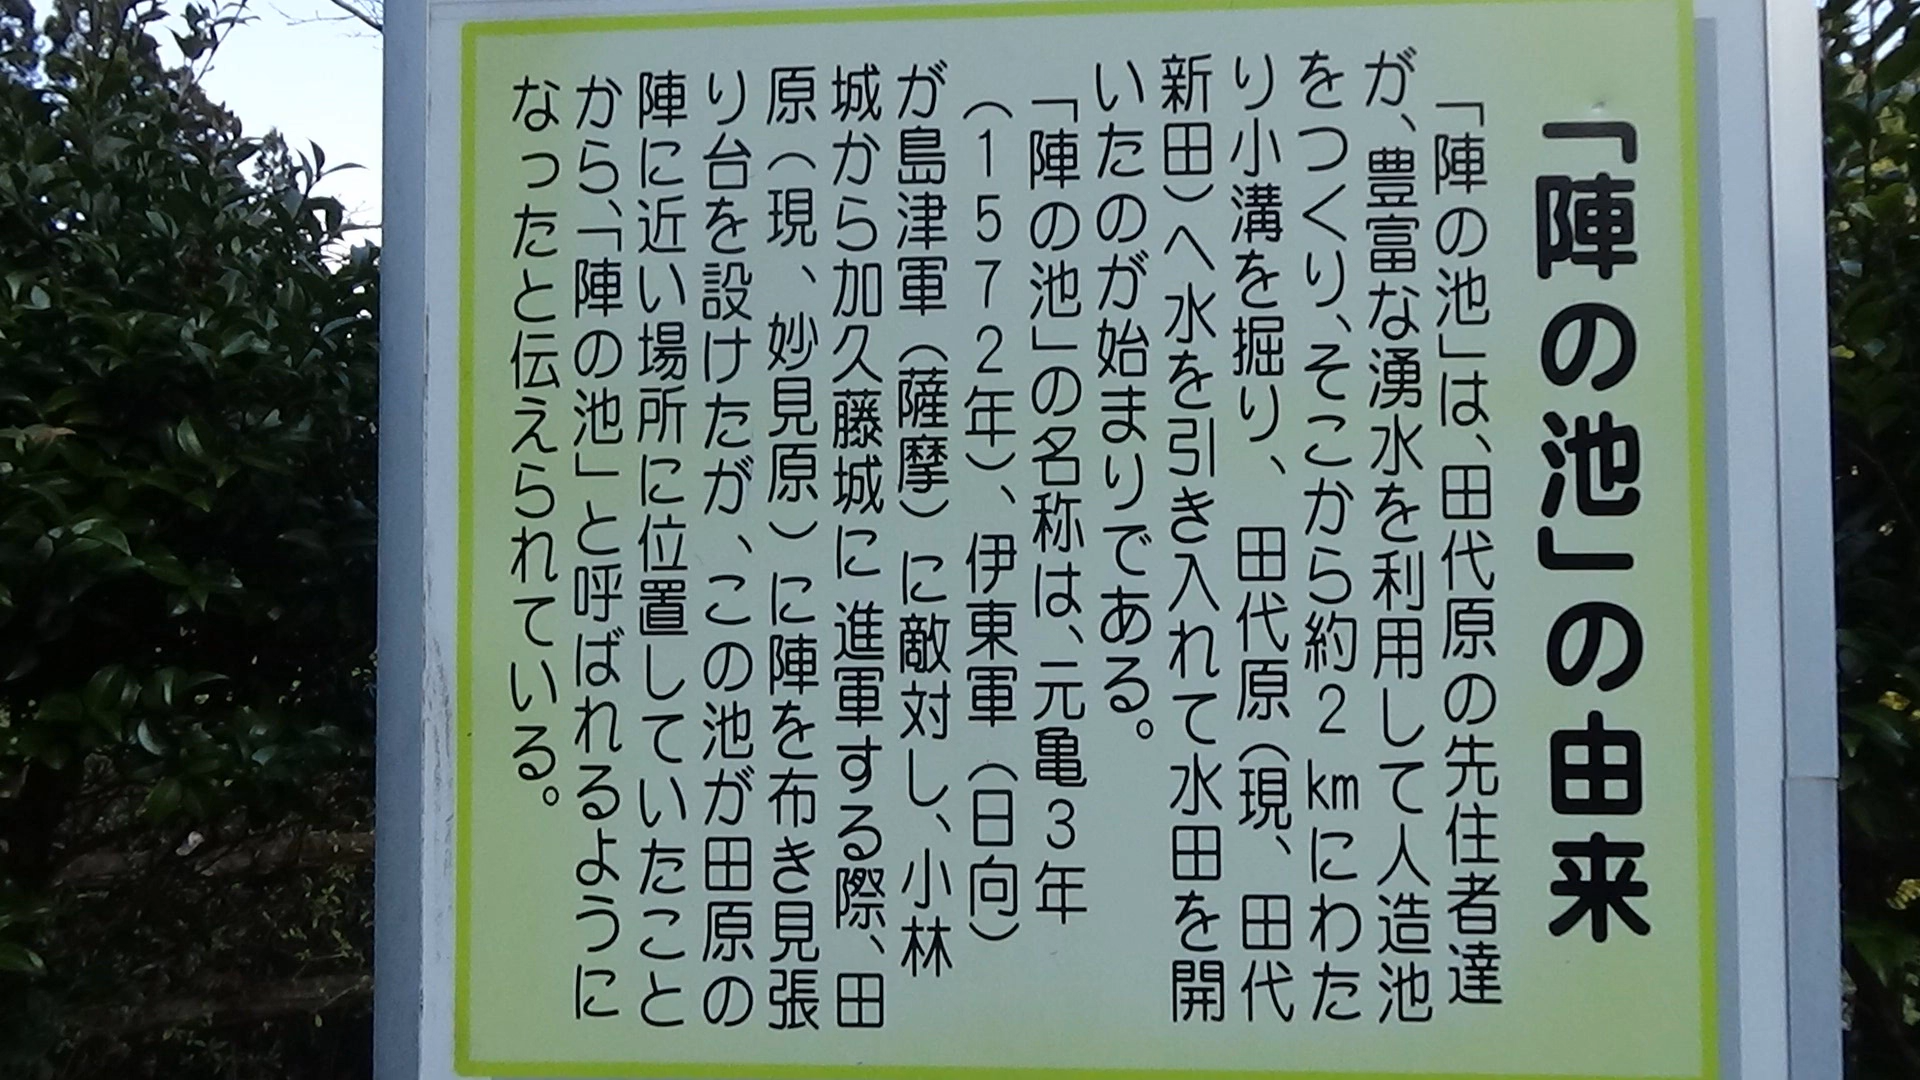 「陣の池」の由来
「陣の池」は、田代原の先住者達
が、豊富な湧水を利用して人造池
をつくり、そこから約2kmにわた
り小溝を掘り、田代原(現、田代
新田)へ水を引き入れて水田を開
いたのが始まりである。
「陣の池」の名称は、元亀3年
(1572年)、伊東軍(日向)
が島津軍(薩摩)に敵対し、小林
城から加久藤城に進軍する際、田
原(現、妙見原)に陣を布き見張
り台を設けたが、この池が田原の
陣に近い場所に位置していたこと
から、「陣の池」と呼ばれるように
なったと伝えられている。